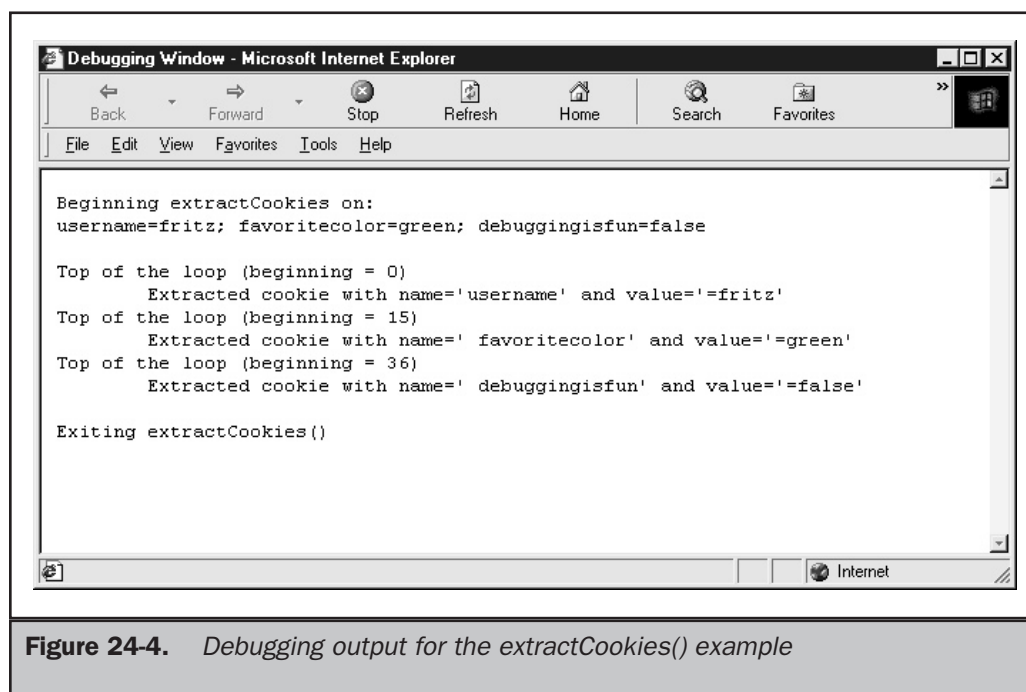 Debugging Window - Microsoft Internet Explorer
Back Forward Stop Refresh Home Search Favorites »
File Edit View Favorites Tools Help
Beginning extractCookies on:
username=fritz; favoritecolor=green; debuggingisfun=false
Top of the loop (beginning = 0)
Extracted cookie with name='username' and value='=fritz'
Top of the loop (beginning = 15)
Extracted cookie with name=' favoritecolor' and value='=green'
Top of the loop (beginning = 36)
Extracted cookie with name=' debuggingisfun' and value='=false'
Exiting extractCookies()
Internet
Figure 24-4. Debugging output for the extractCookies() example